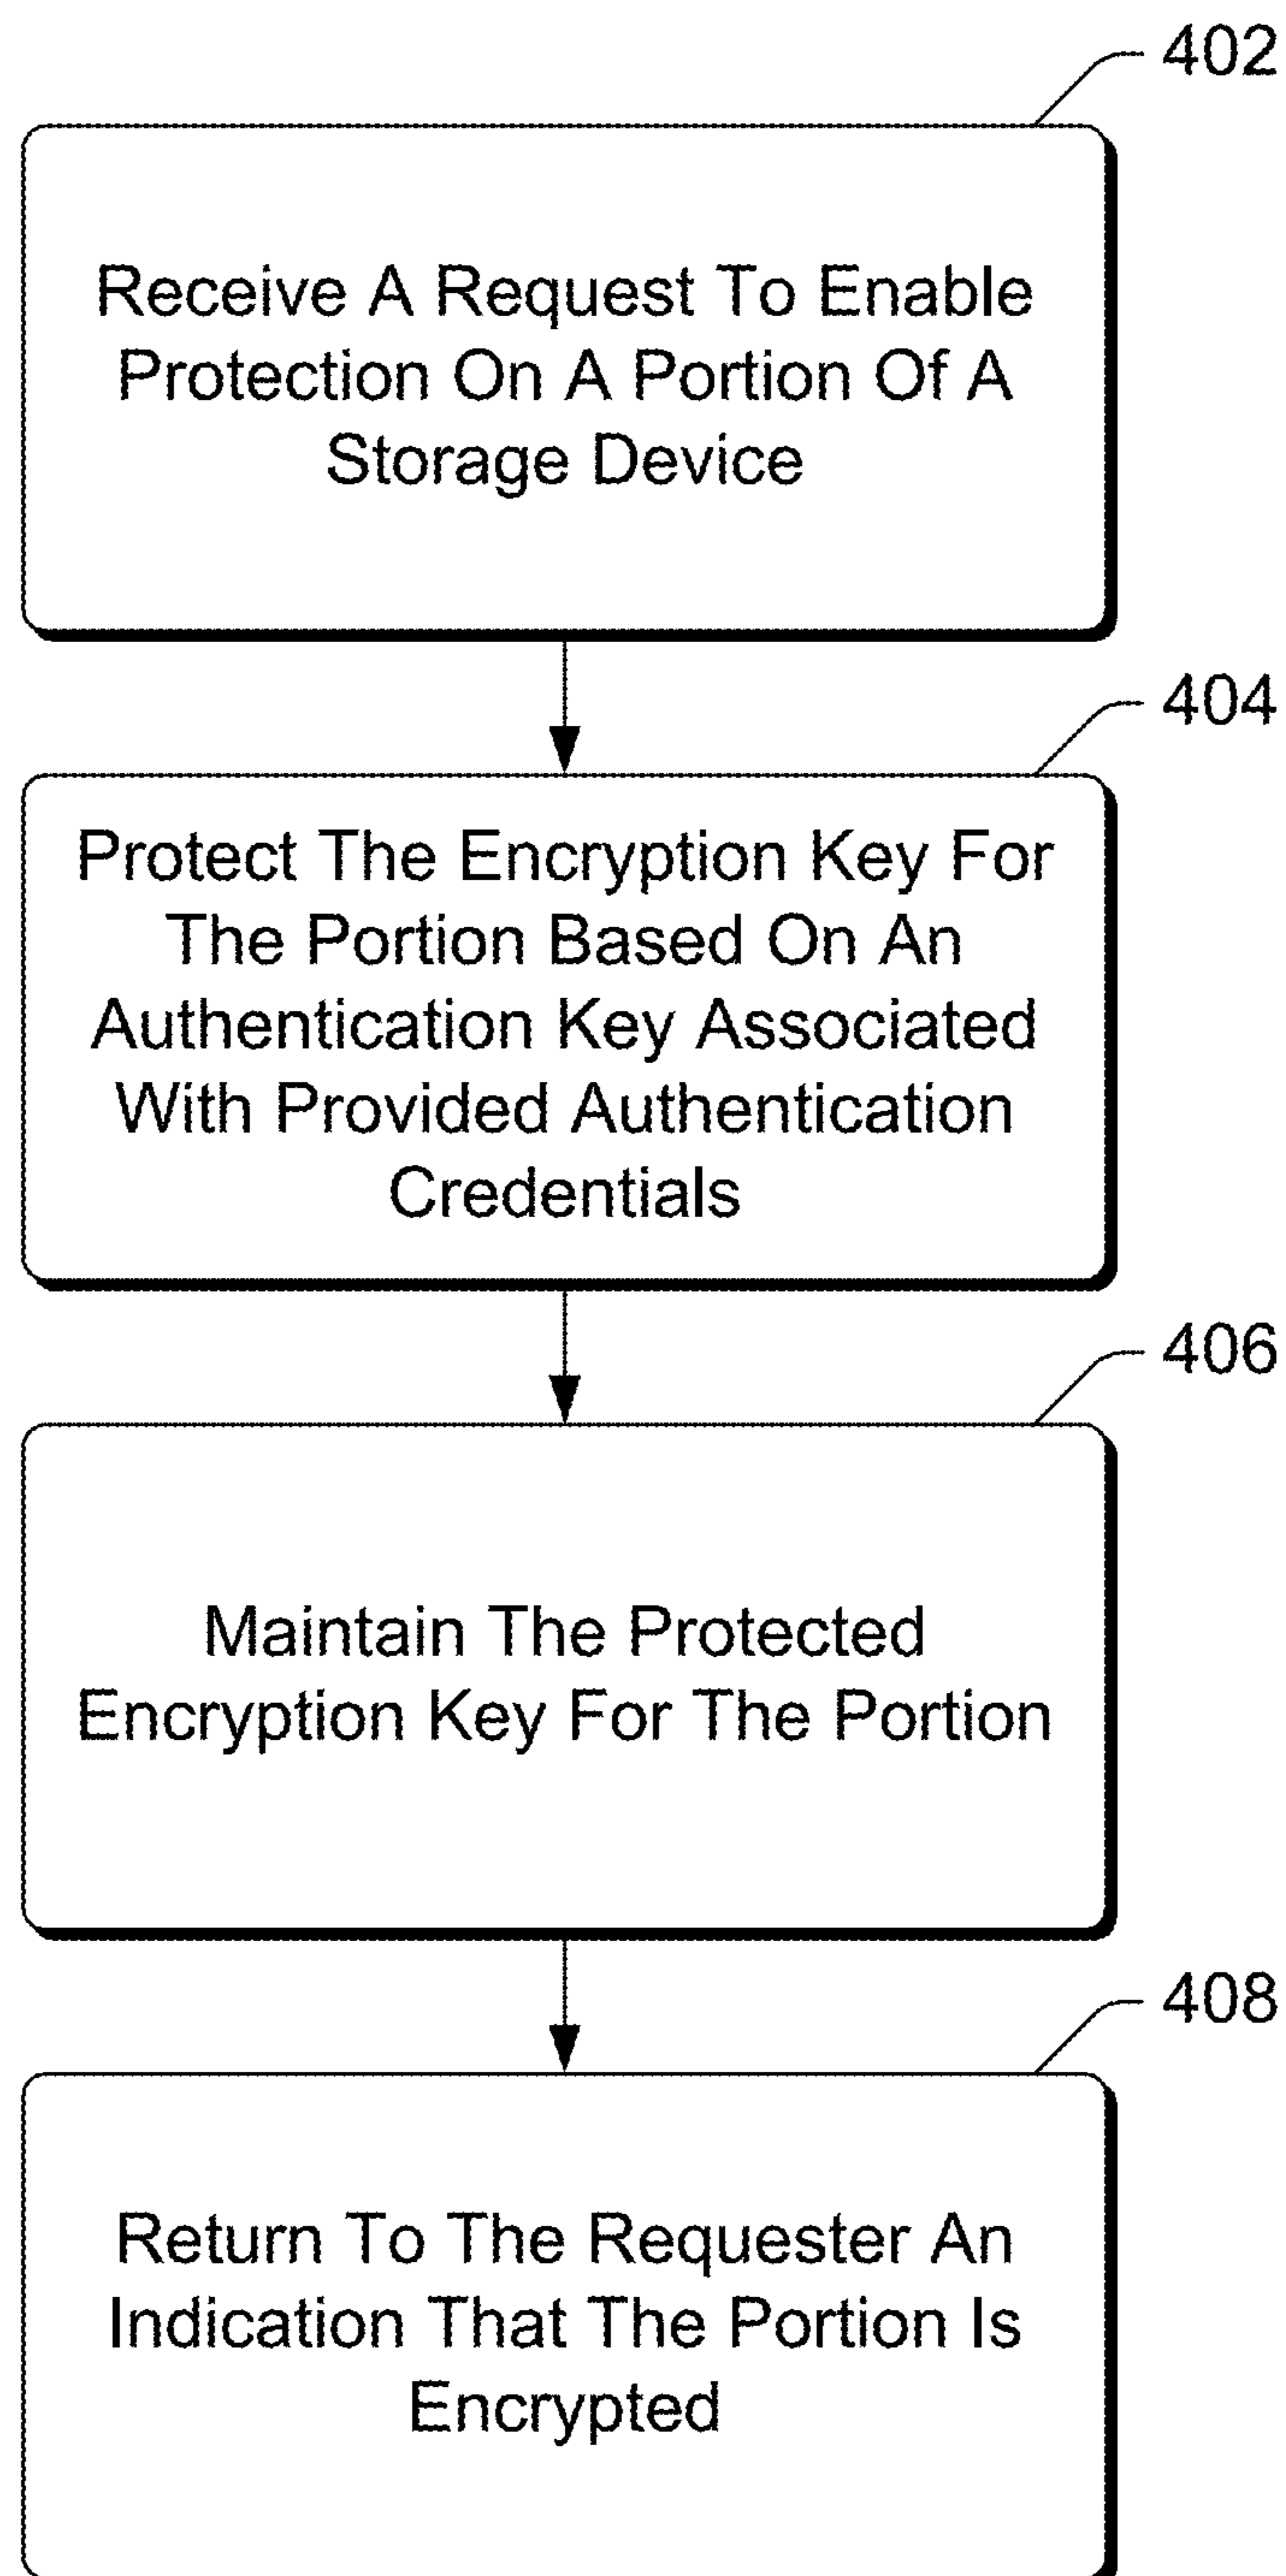 402
Receive A Request To Enable
Protection On A Portion Of A
Storage Device
404
Protect The Encryption Key For
The Portion Based On An
Authentication Key Associated
With Provided Authentication
Credentials
406
Maintain The Protected
Encryption Key For The Portion
408
Return To The Requester An
Indication That The Portion Is
Encrypted